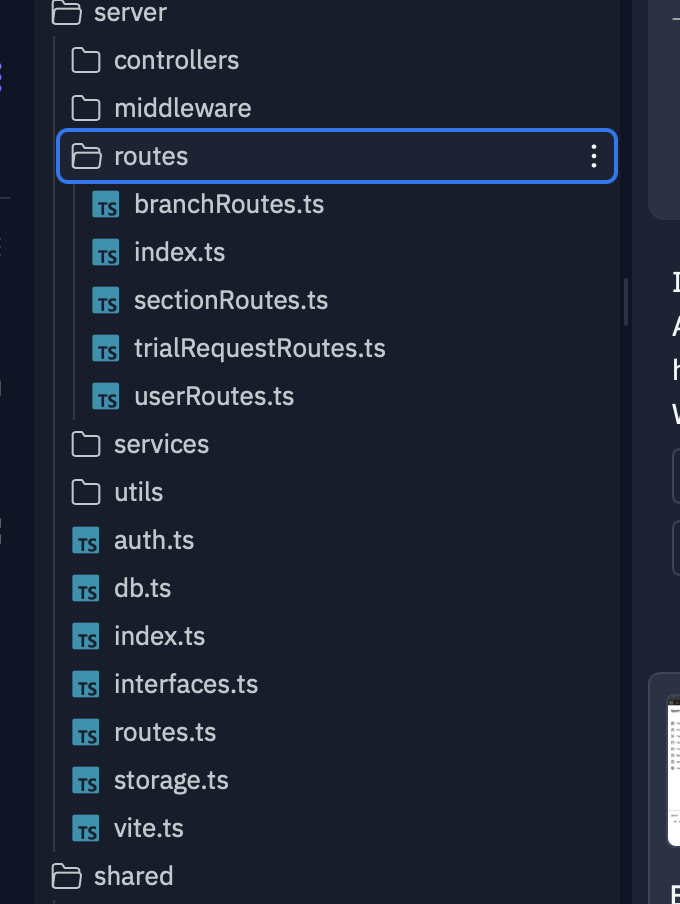 server
controllers
middleware
routes
TS branchRoutes.ts
TS index.ts
TS sectionRoutes.ts
TS trialRequestRoutes.ts
TS userRoutes.ts
services
utils
TS auth.ts
TS db.ts
TS index.ts
TS interfaces.ts
TS routes.ts
TS storage.ts
TS vite.ts
shared